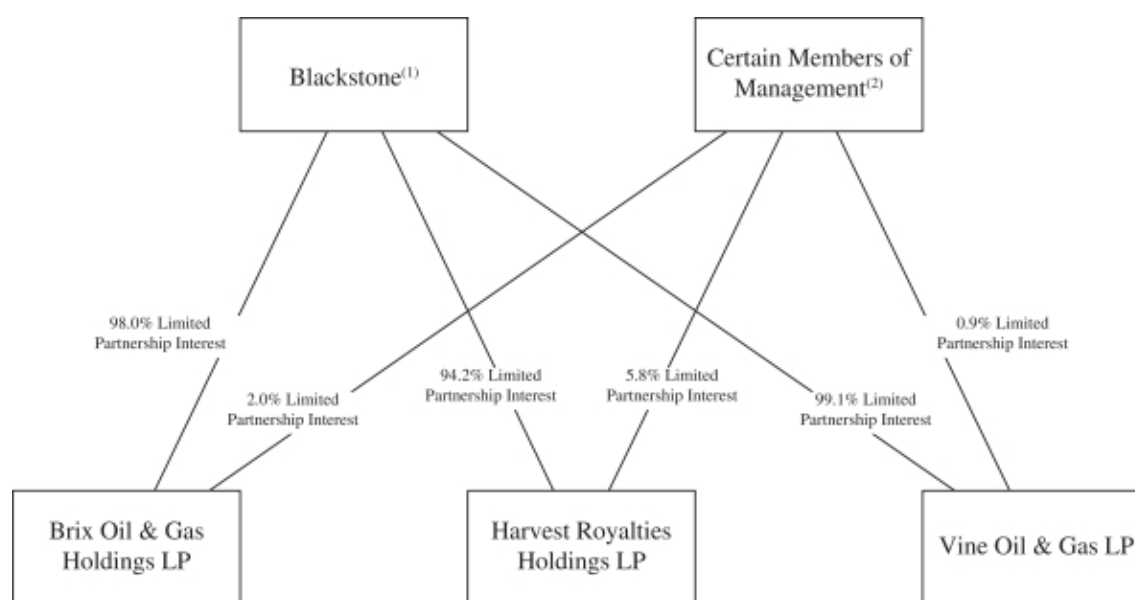 Blackstone(1)
Certain Members of
Management(2)
98.0% Limited
Partnership Interest
2.0% Limited
Partnership Interest
94.2% Limited
Partnership Interest
5.8% Limited
Partnership Interest
99.1% Limited
Partnership Interest
0.9% Limited
Partnership Interest
Brix Oil & Gas
Holdings LP
Harvest Royalties
Holdings LP
Vine Oil & Gas LP